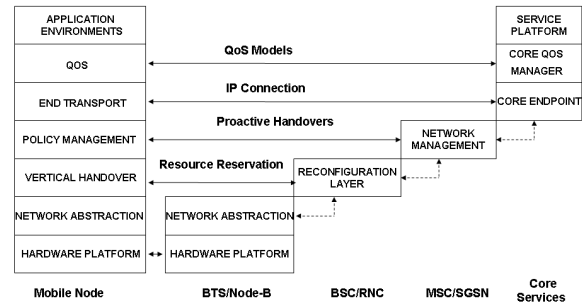 APPLICATION
ENVIRONMENTS
SERVICE
PLATFORM
QoS Models
QOS
CORE QOS
MANAGER
IP Connection
END TRANSPORT
CORE ENDPOINT
Proactive Handovers
POLICY MANAGEMENT
NETWORK
MANAGEMENT
Resource Reservation
VERTICAL HANDOVER
RECONFIGURATION
LAYER
NETWORK ABSTRACTION
NETWORK ABSTRACTION
HARDWARE PLATFORM
HARDWARE PLATFORM
Mobile Node
BTS/Node-B
BSC/RNC
MSC/SGSN
Core
Services